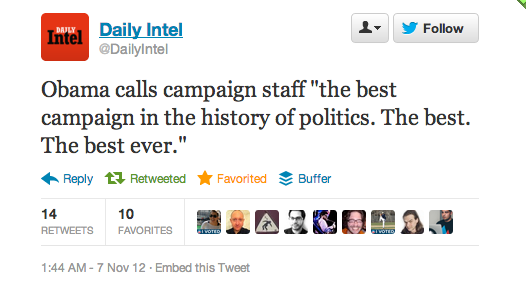 DAILY
Intel
Daily Intel
@DailyIntel
Follow
Obama calls campaign staff "the best
campaign in the history of politics. The best.
The best ever."
Reply Retweeted Favorited Buffer
14 10
RETWEETS FAVORITES
I VOTED I VOTED
1:44 AM - 7 Nov 12 · Embed this Tweet